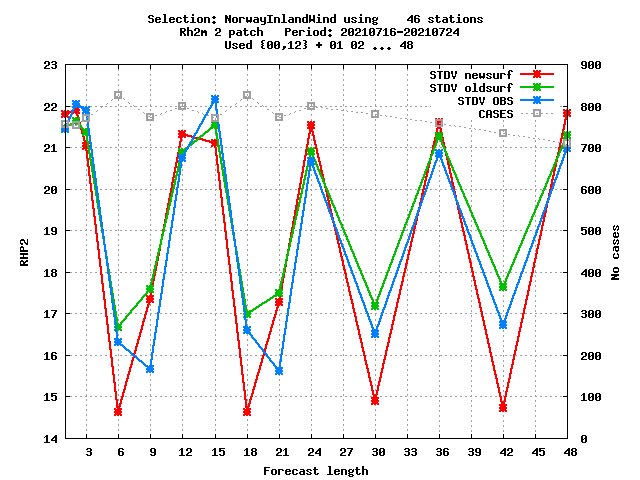 Selection: NorwayInlandWind using    46 stations
Rh2m 2 patch   Period: 20210716-20210724
Used {00,12} + 01 02 ... 48
23
22
21
20
19
18
17
16
15
14
RHP2
900
800
700
600
500
400
300
200
100
0
No cases
STDV newsurf
STDV oldsurf
STDV OBS
CASES
3 6 9 12 15 18 21 24 27 30 33 36 39 42 45 48
Forecast length